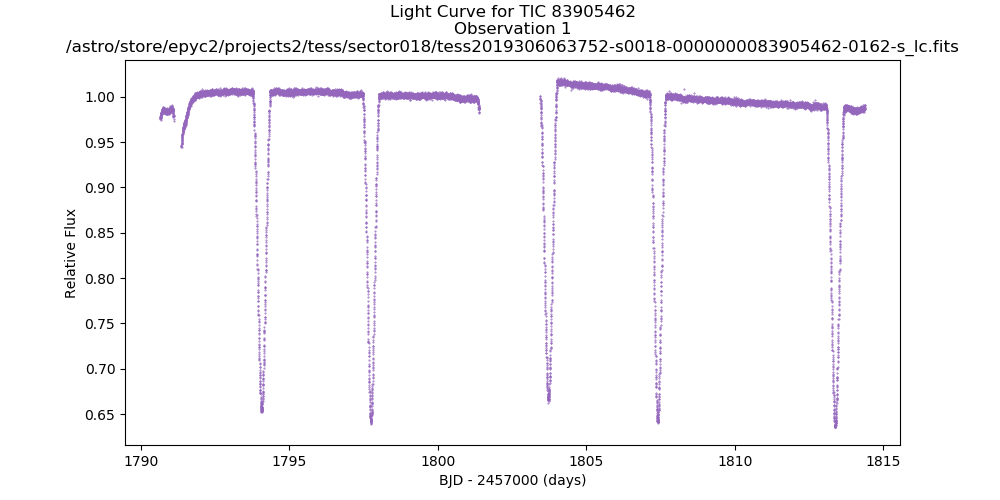 Light Curve for TIC 83905462
Observation 1
/astro/store/epyc2/projects2/tess/sector018/tess2019306063752-s0018-0000000083905462-0162-s_lc.fits
1.00
0.95
0.90
0.85
0.80
0.75
0.70
0.65
Relative Flux
1790
1795
1800
1805
1810
1815
BJD - 2457000 (days)